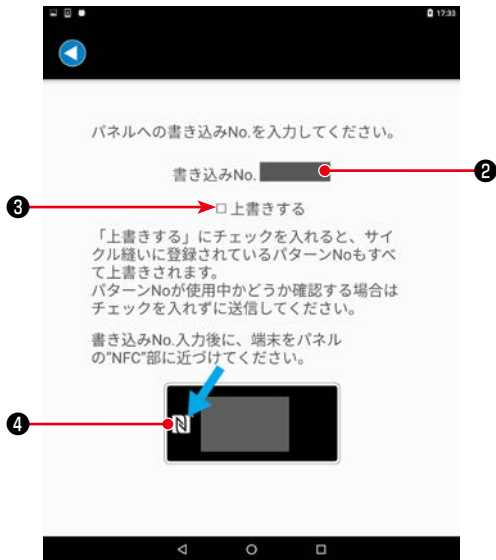 17:33
パネルへの書き込みNo.を入力してください。
書き込みNo.
❷
❸
□上書きする
「上書きする」にチェックを入れると、サイ
クル縫いに登録されているパターンNoもすべ
て上書きされます。
パターンNoが使用中かどうか確認する場合は
チェックを入れずに送信してください。
書き込みNo.入力後に、端末をパネル
の"NFC"部に近づけてください。
❹